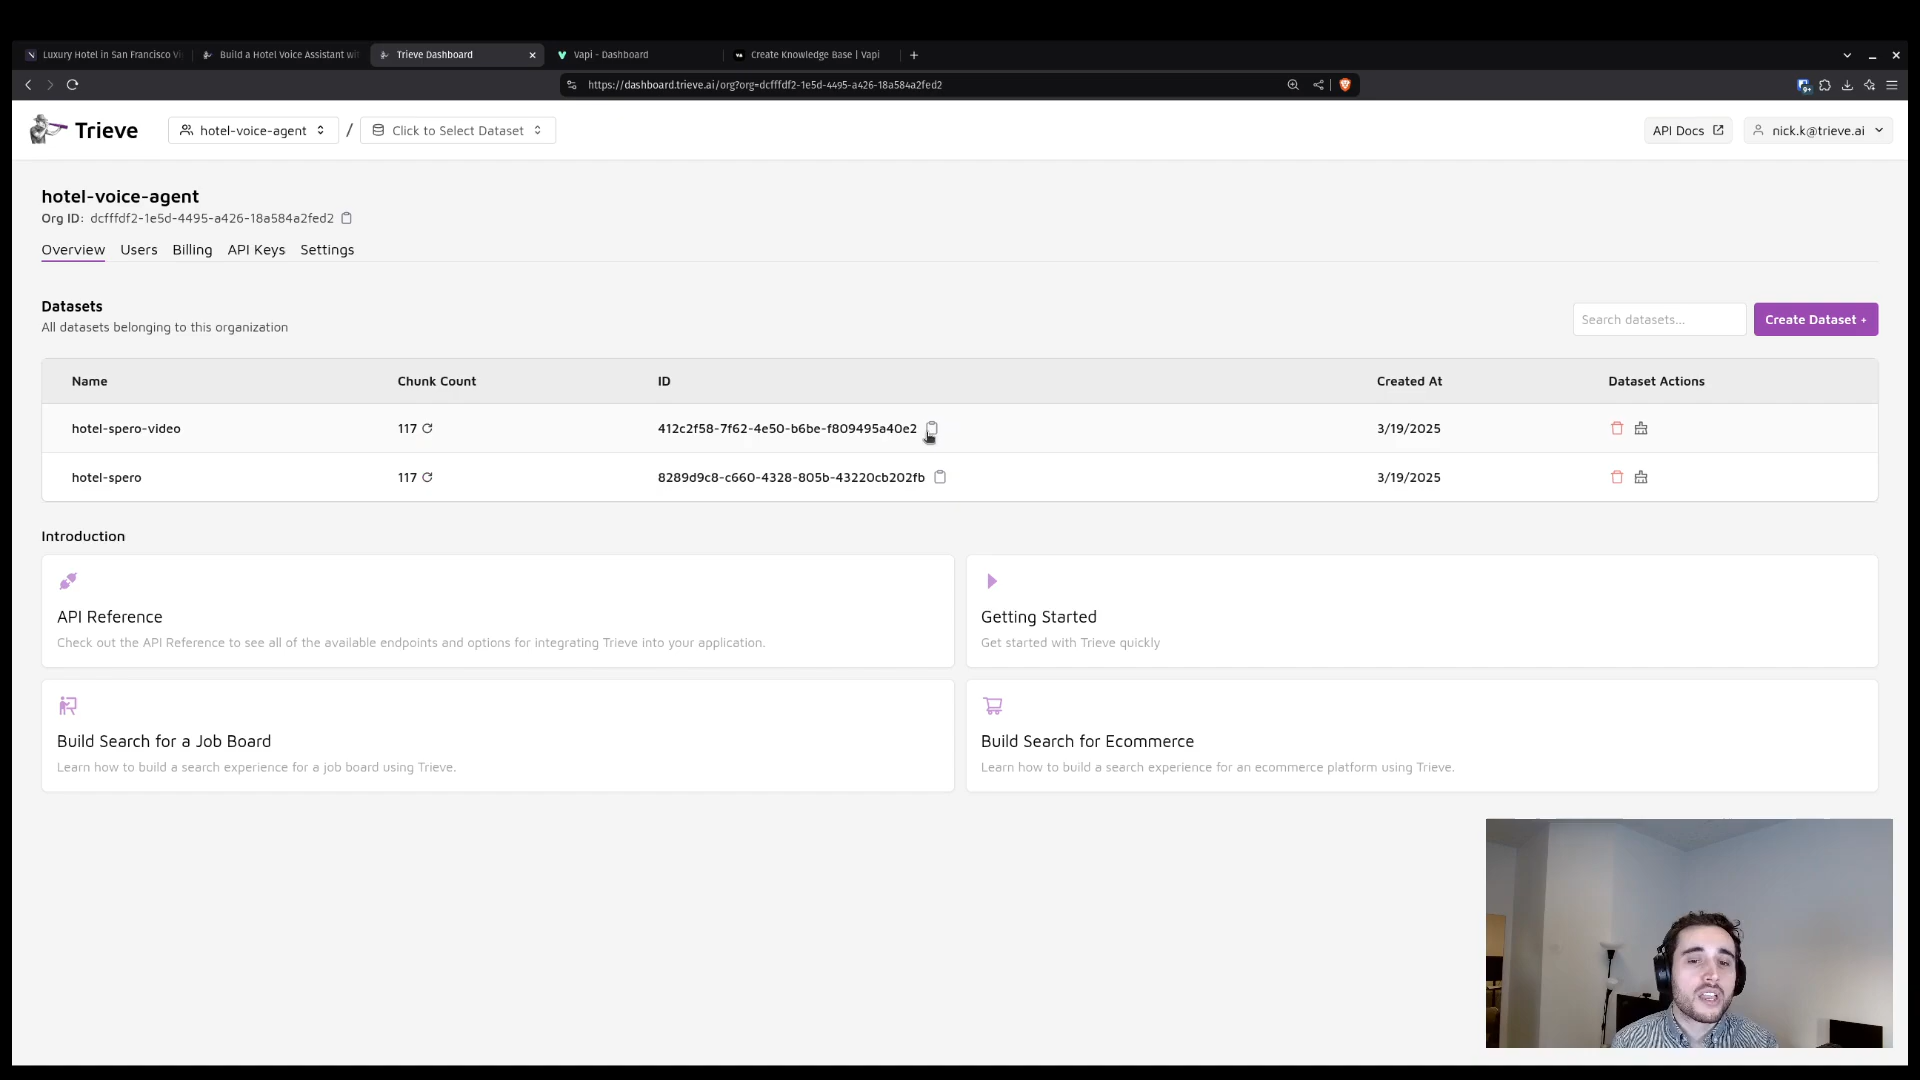 Luxury Hotel in San Francisco Vi
Build a Hotel Voice Assistant wit
Trieve Dashboard
Vapi - Dashboard
Create Knowledge Base | Vapi
https://dashboard.trieve.ai/org?org=dcfffdf2-1e5d-4495-a426-18a584a2fed2
9+
Trieve
hotel-voice-agent
/
Click to Select Dataset
API Docs
nick.k@trieve.ai
hotel-voice-agent
Org ID: dcfffdf2-1e5d-4495-a426-18a584a2fed2
Overview Users Billing API Keys Settings
Datasets
All datasets belonging to this organization
Search datasets...
Create Dataset +
Name Chunk Count ID Created At Dataset Actions
hotel-spero-video 117 412c2f58-7f62-4e50-b6be-f809495a40e2 3/19/2025
hotel-spero 117 8289d9c8-c660-4328-805b-43220cb202fb 3/19/2025
Introduction
API Reference
Check out the API Reference to see all of the available endpoints and options for integrating Trieve into your application.
Getting Started
Get started with Trieve quickly
Build Search for a Job Board
Learn how to build a search experience for a job board using Trieve.
Build Search for Ecommerce
Learn how to build a search experience for an ecommerce platform using Trieve.